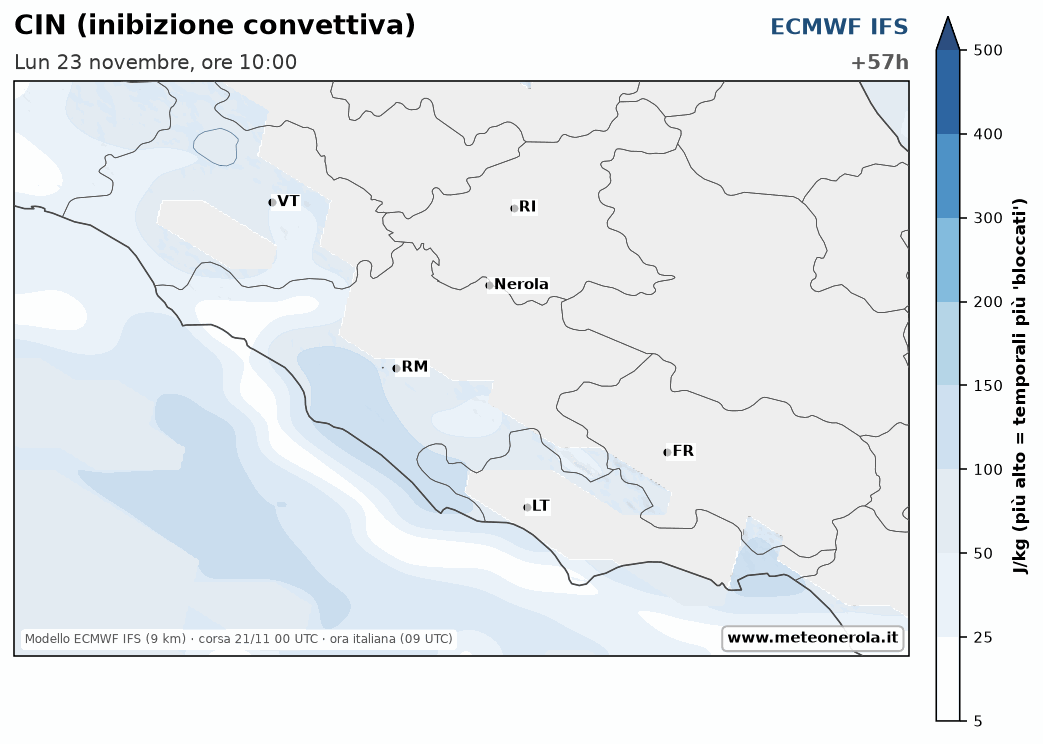 CIN (inibizione convettiva)
ECMWF IFS
Lun 23 novembre, ore 10:00
+57h
VT
RI
Nerola
RM
FR
LT
Modello ECMWF IFS (9 km) · corsa 21/11 00 UTC · ora italiana (09 UTC)
www.meteonerola.it
500
400
300
200
150
100
50
25
5
J/kg (più alto = temporali più 'bloccati')